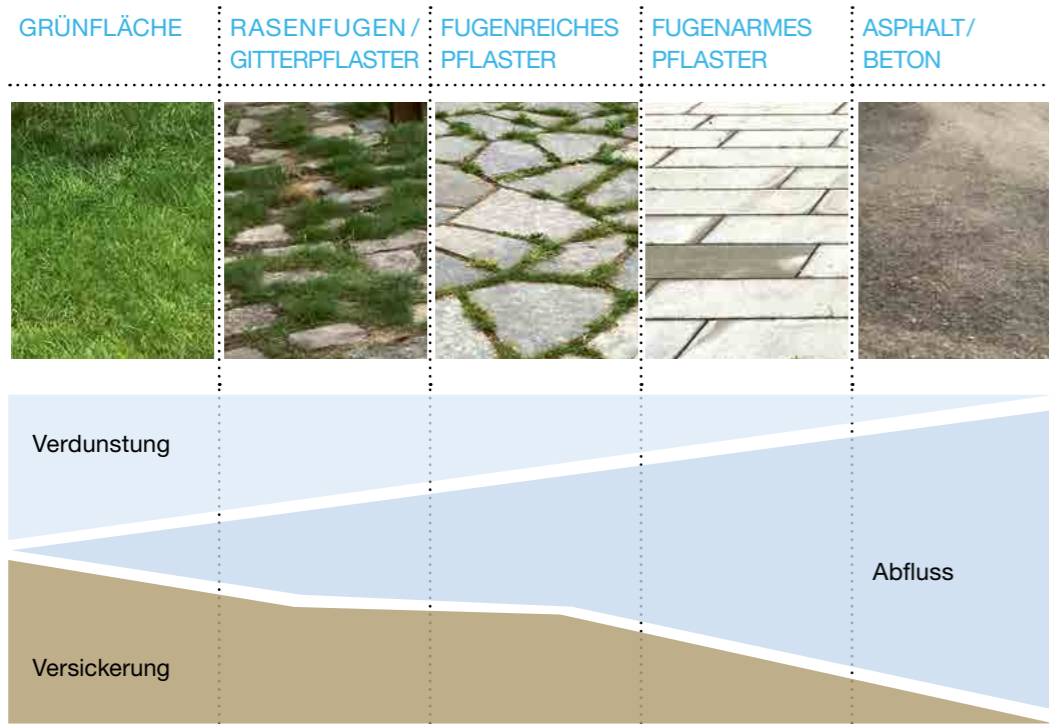 GRÜNFLÄCHE
RASENFUGEN /
GITTERPFLASTER
FUGENREICHES
PFLASTER
FUGENARMES
PFLASTER
ASPHALT/
BETON
Verdunstung
Abfluss
Versickerung